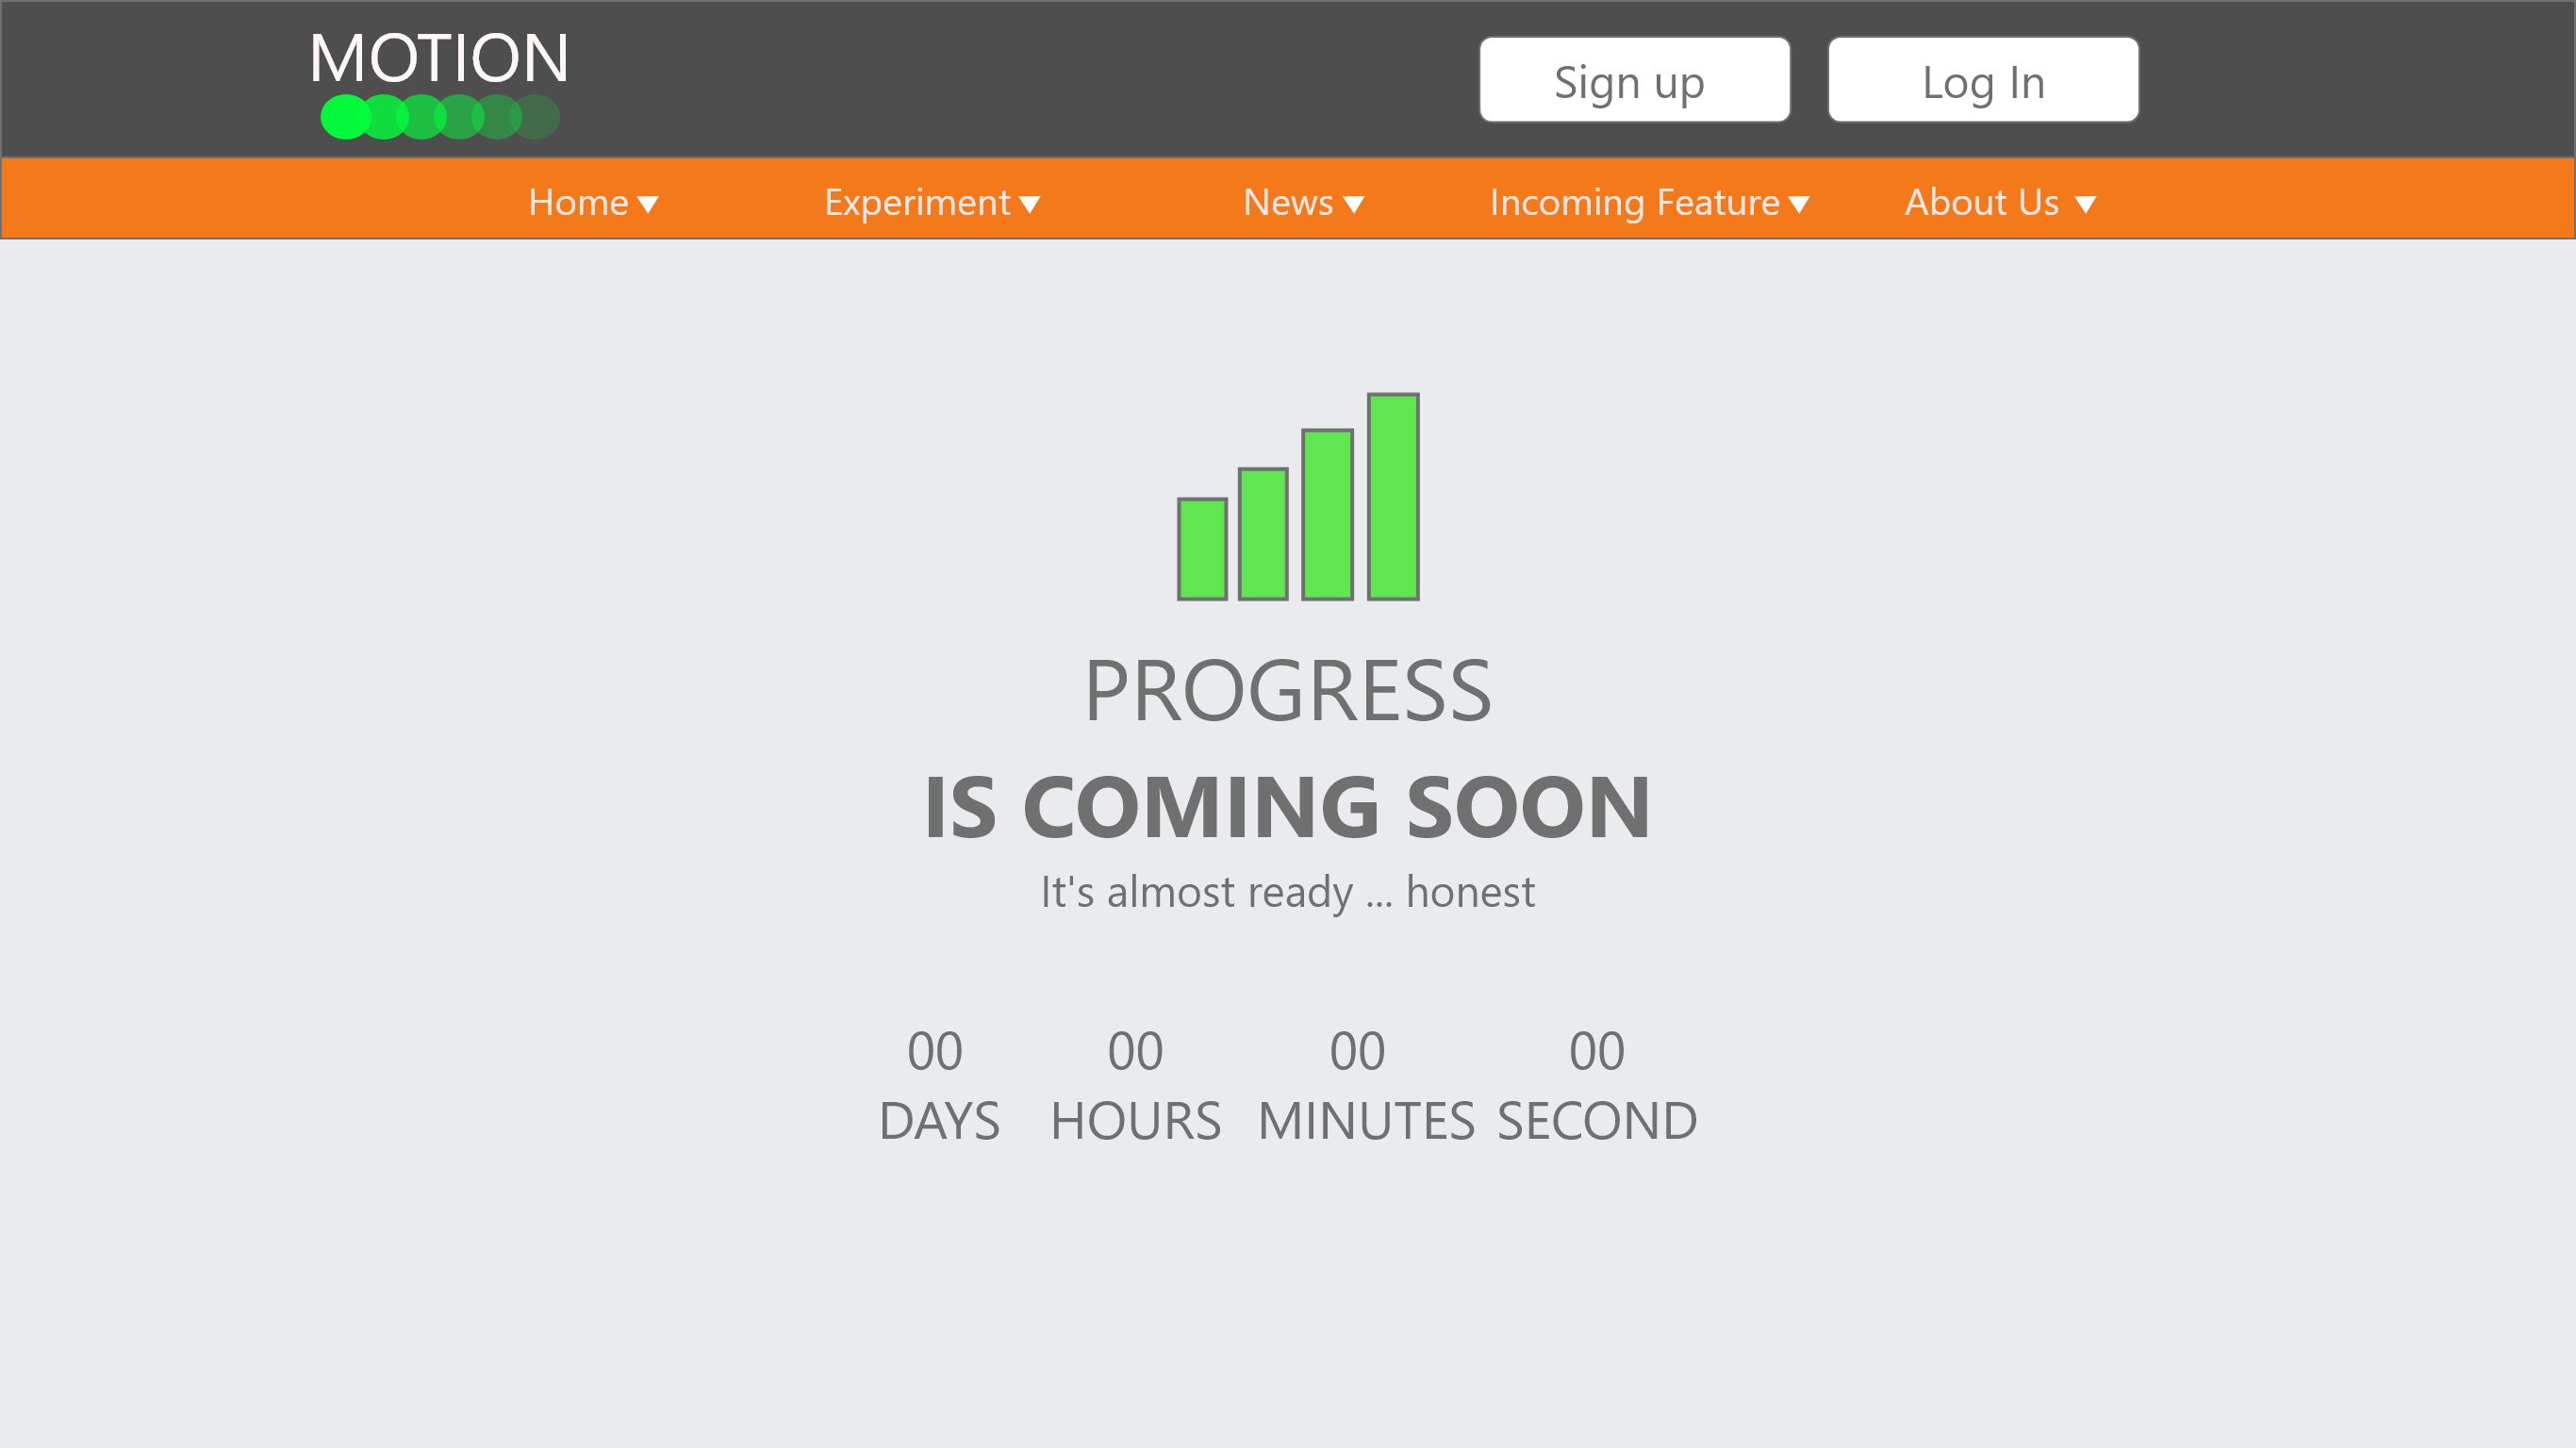 MOTION
Sign up
Log In
Home
Experiment
News
Incoming Feature
About Us
PROGRESS
IS COMING SOON
It's almost ready ... honest
00 00 00 00
DAYS HOURS MINUTES SECOND